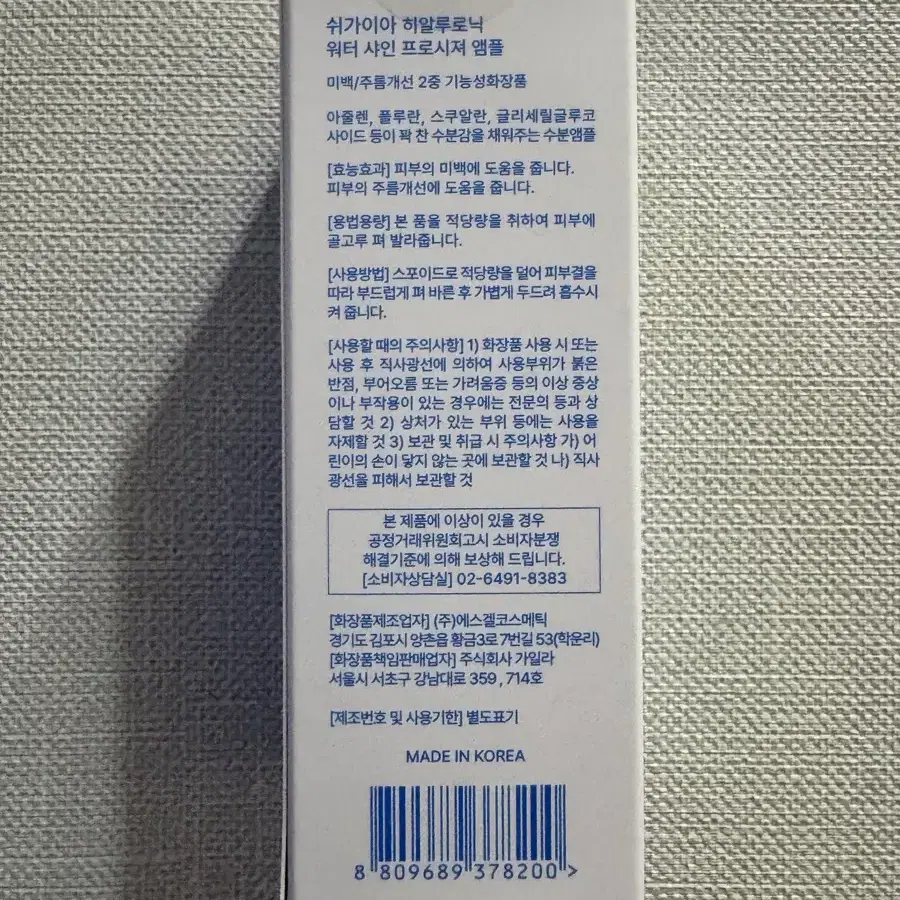 쉬가이아 히알루로닉
워터 샤인 프로시져 앰플
미백/주름개선 2중 기능성화장품
아줄렌, 풀루란, 스쿠알란, 글리세릴글루코
사이드 등이 꽉 찬 수분감을 채워주는 수분앰플
[효능효과] 피부의 미백에 도움을 줍니다.
피부의 주름개선에 도움을 줍니다.
[용법용량] 본 품을 적당량을 취하여 피부에
골고루 펴 발라줍니다.
[사용방법] 스포이드로 적당량을 덜어 피부결을
따라 부드럽게 펴 바른 후 가볍게 두드려 흡수시
켜 줍니다.
[사용할 때의 주의사항] 1) 화장품 사용 시 또는
사용 후 직사광선에 의하여 사용부위가 붉은
반점, 부어오름 또는 가려움증 등의 이상 증상
이나 부작용이 있는 경우에는 전문의 등과 상
담할 것 2) 상처가 있는 부위 등에는 사용을
자제할 것 3) 보관 및 취급 시 주의사항 가) 어
린이의 손이 닿지 않는 곳에 보관할 것 나) 직사
광선을 피해서 보관할 것
본 제품에 이상이 있을 경우
공정거래위원회고시 소비자분쟁
해결기준에 의해 보상해 드립니다.
[소비자상담실] 02-6491-8383
[화장품제조업자] (주)에스겔코스메틱
경기도 김포시 양촌읍 황금3로 7번길 53(학운리)
[화장품책임판매업자] 주식회사 가일라
서울시 서초구 강남대로 359, 714호
[제조번호 및 사용기한] 별도표기
MADE IN KOREA
8 809689 378200 >